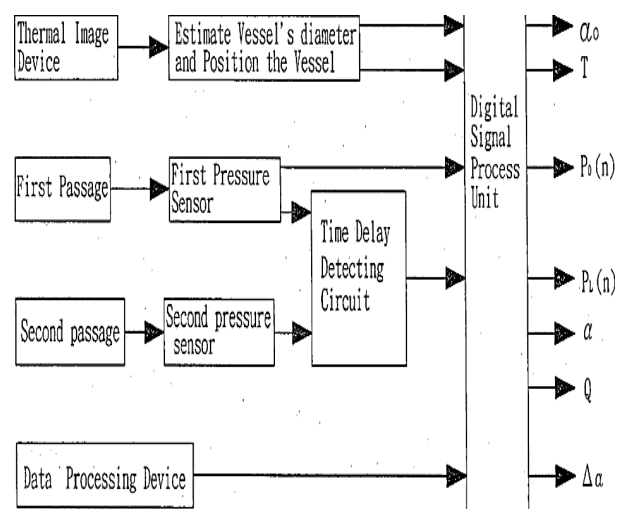 Thermal Image
Device
Estimate Vessel's diameter
and Position the Vessel
Digital
Signal
Process
Unit
α₀
T
First Passage
First Pressure
Sensor
P₀(n)
Time Delay
Detecting
Circuit
P_L(n)
Second passage
Second pressure
sensor
α
Q
Data Processing Device
Δα